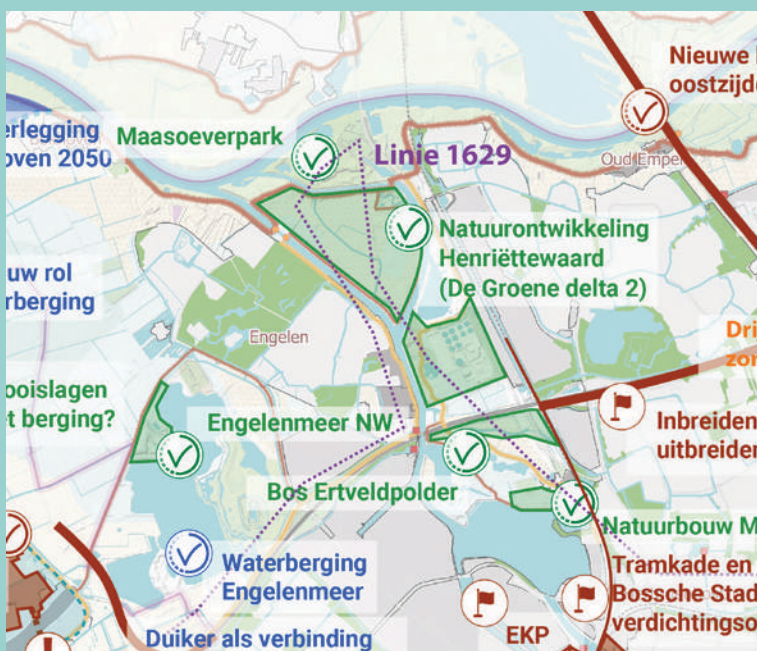 Nieuwe
oostzijde
erlegging
oven 2050
Maasoeverpark
Linie 1629
Oud Empel
Natuurontwikkeling
Henriëttewaard
(De Groene delta 2)
uw rol
rberging
Engelen
Dri
zon
ooislagen
t berging?
Engelenmeer NW
Inbreiden
uitbreiden
Bos Ertveldpolder
Natuurbouw M
Waterberging
Engelenmeer
Tramkade en
Bossche Stad
verdichtingso
EKP
Duiker als verbinding